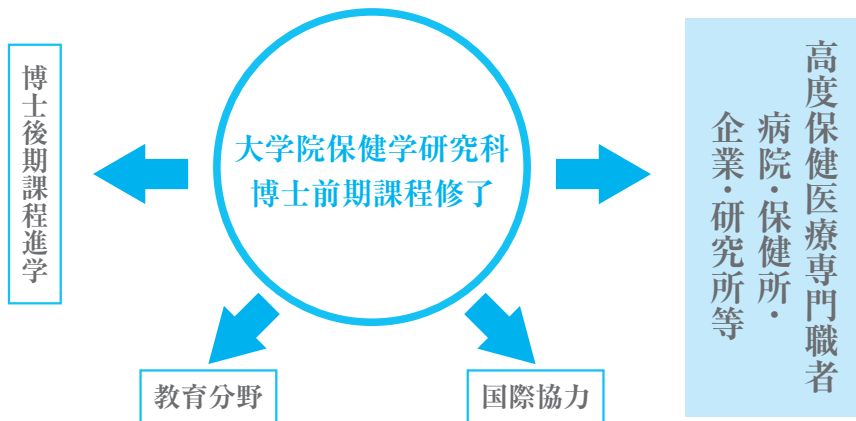 大学院保健学研究科
博士前期課程修了
博士後期課程進学
高度保健医療専門職者
病院・保健所・
企業・研究所等
教育分野
国際協力